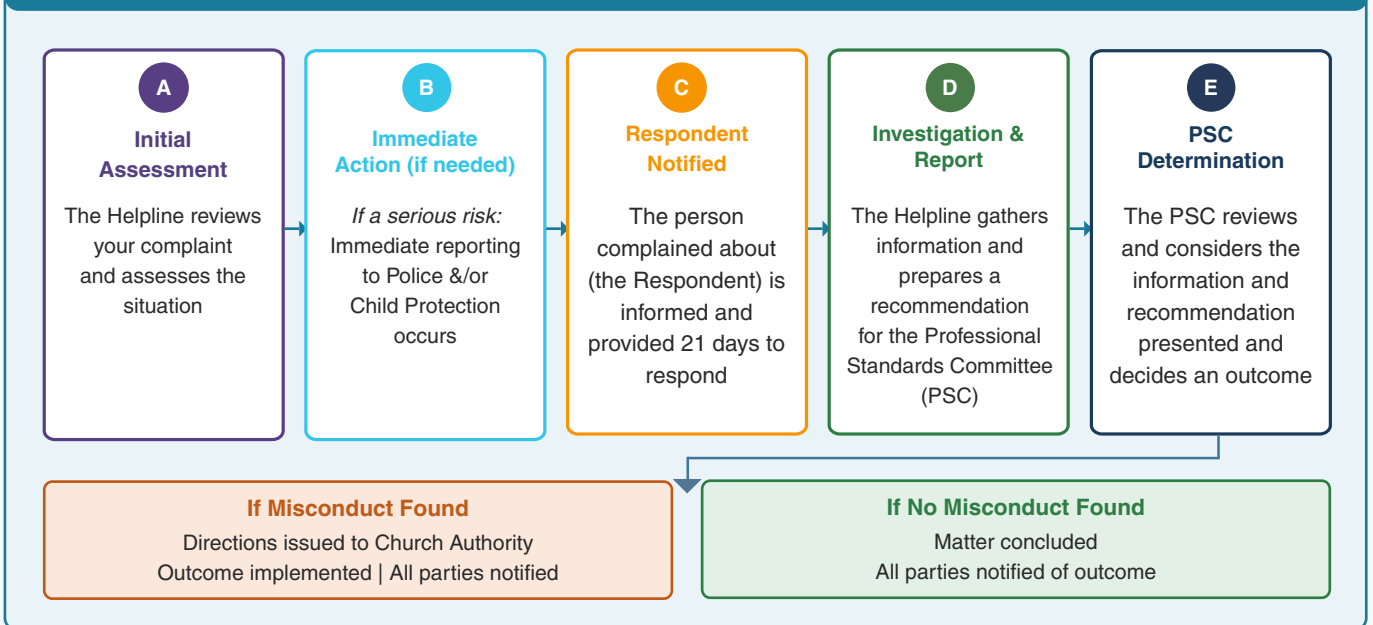 A
Initial
Assessment
The Helpline reviews
your complaint
and assesses the
situation
B
Immediate
Action (if needed)
If a serious risk:
Immediate reporting
to Police &/or
Child Protection
occurs
C
Respondent
Notified
The person
complained about
(the Respondent) is
informed and
provided 21 days to
respond
D
Investigation &
Report
The Helpline gathers
information and
prepares a
recommendation
for the Professional
Standards Committee
(PSC)
E
PSC
Determination
The PSC reviews
and considers the
information and
recommendation
presented and
decides an outcome
If Misconduct Found
Directions issued to Church Authority
Outcome implemented | All parties notified
If No Misconduct Found
Matter concluded
All parties notified of outcome